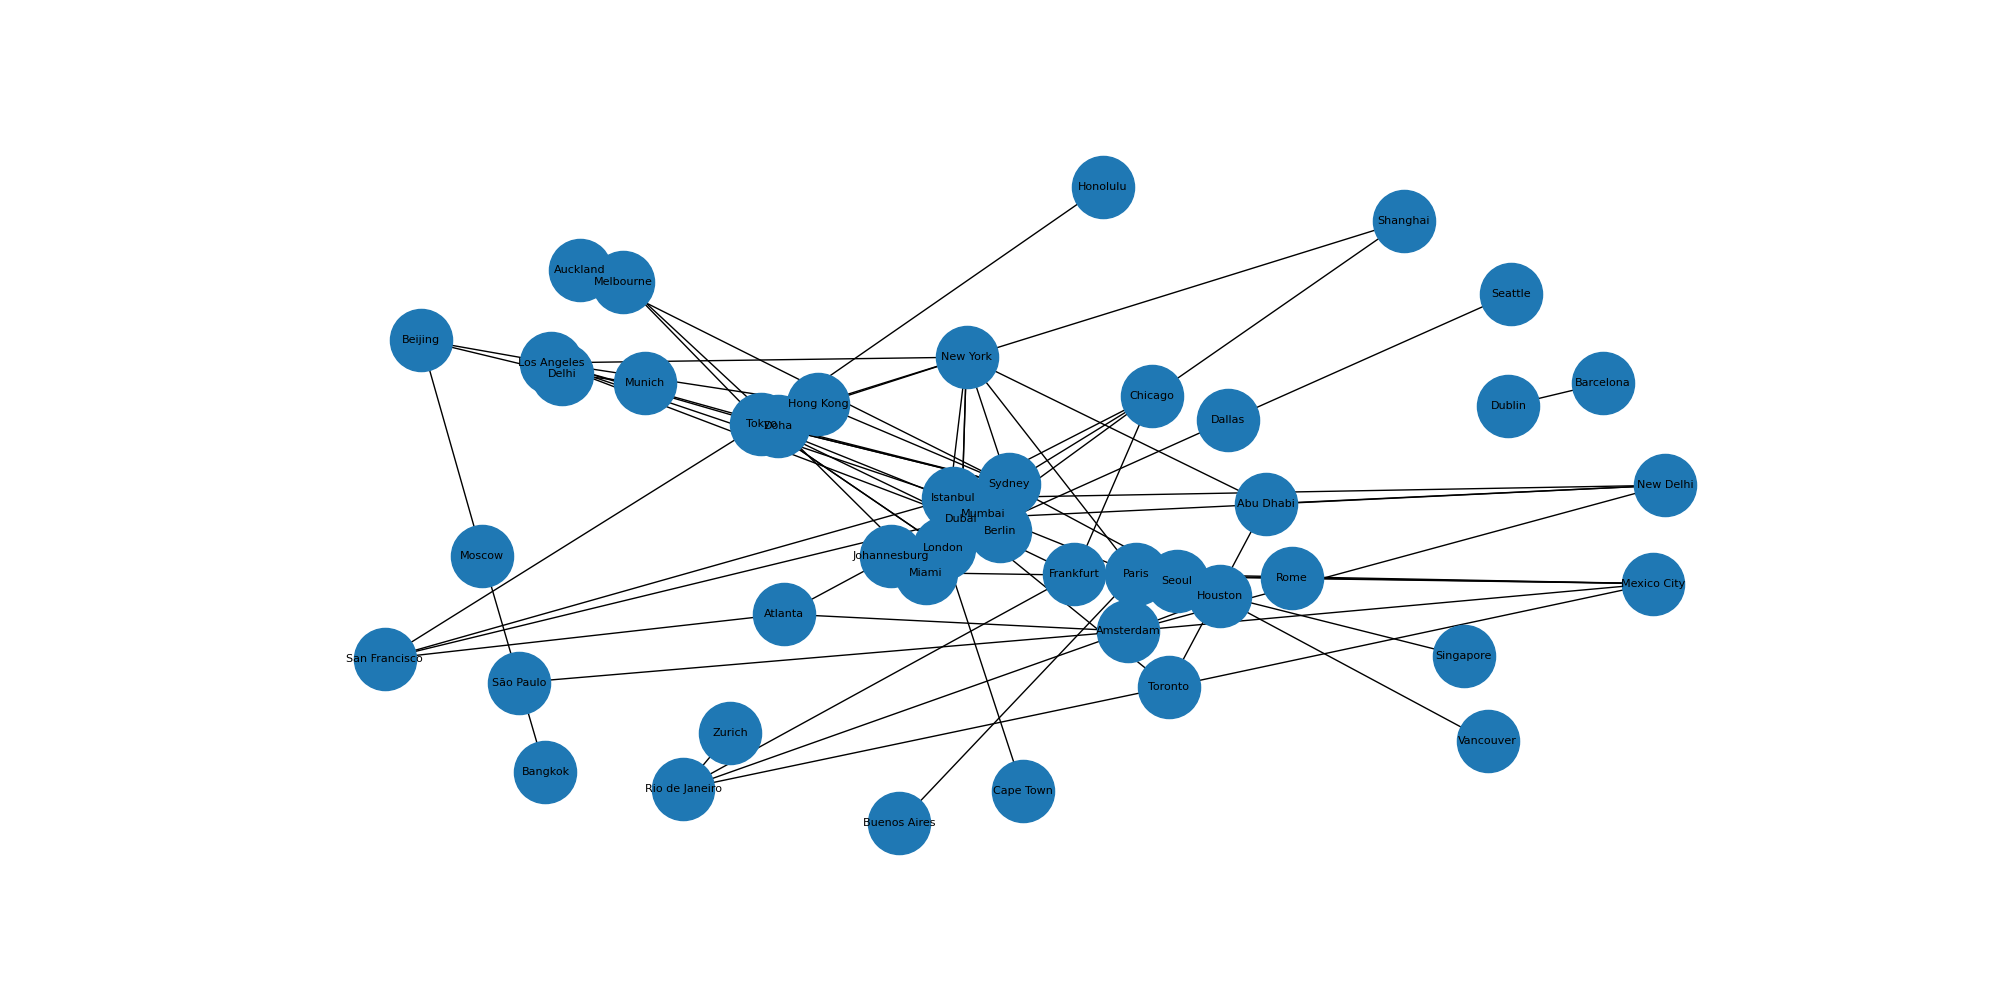 Honolulu
Shanghai
Auckland
Melbourne
Seattle
Beijing
New York
Los Angeles
Delhi
Munich
Barcelona
Chicago
Hong Kong
Dublin
Dallas
Tokyo
Doha
Sydney
New Delhi
Istanbul
Abu Dhabi
Mumbai
Dubai
Berlin
London
Johannesburg
Moscow
Miami
Frankfurt
Paris
Seoul
Rome
Mexico City
Houston
Atlanta
Amsterdam
San Francisco
Singapore
São Paulo
Toronto
Zurich
Vancouver
Bangkok
Rio de Janeiro
Cape Town
Buenos Aires